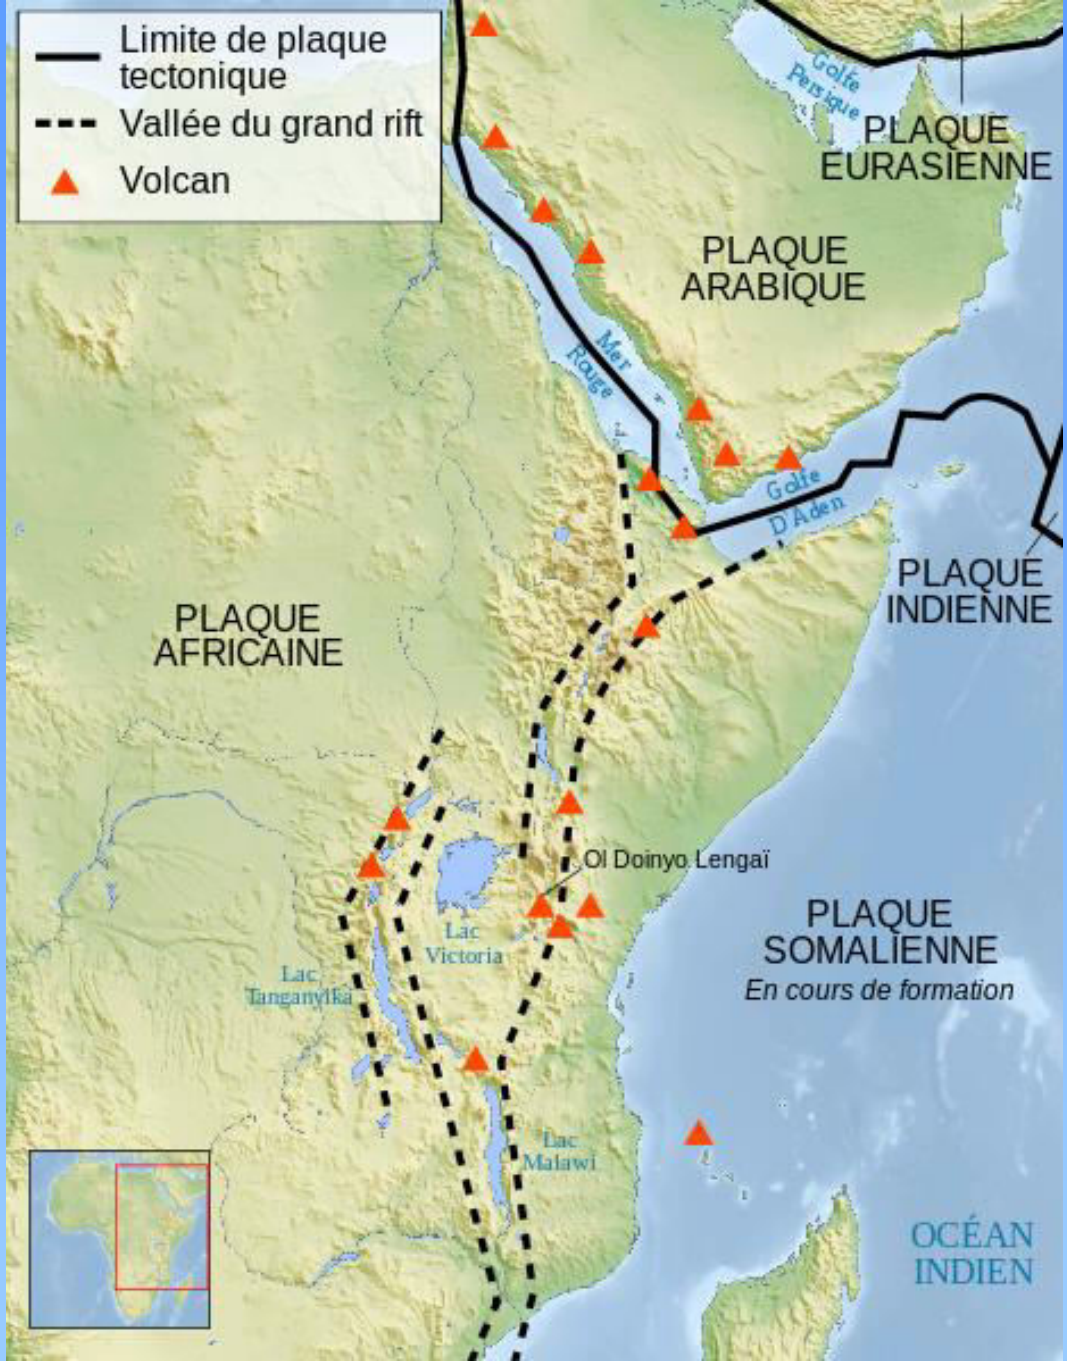 Limite de plaque
tectonique
Vallée du grand rift
Volcan
Golfe
Persique
PLAQUE
EURASIENNE
PLAQUE
ARABIQUE
Mer
Rouge
Golfe
D'Aden
PLAQUE
INDIENNE
PLAQUE
AFRICAINE
Ol Doinyo Lengaï
Lac
Victoria
PLAQUE
SOMALIENNE
En cours de formation
Lac
Tanganyika
Lac
Malawi
OCÉAN
INDIEN